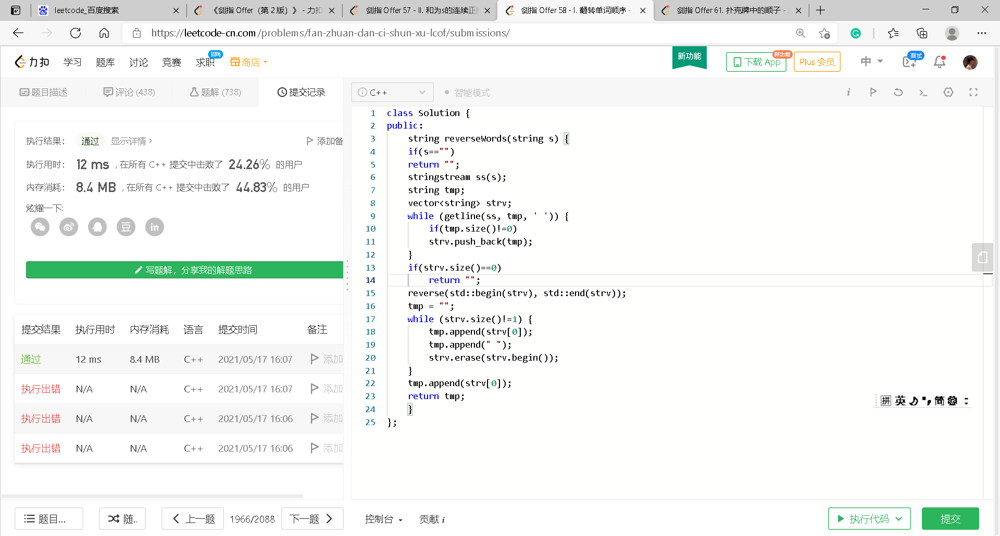 leetcode_百度搜索
《剑指 Offer（第 2 版）》 - 力扣
剑指 Offer 57 - II. 和为s的连续正
剑指 Offer 58 - I. 翻转单词顺序 -
剑指 Offer 61. 扑克牌中的顺子 -
https://leetcode-cn.com/problems/fan-zhuan-dan-ci-shun-xu-lcof/submissions/
力扣 学习 题库 讨论 竞赛 求职 招聘 商店
新功能
下载 App 新功能
Plus 会员
中
面试
题目描述 评论 (438) 题解 (738) 提交记录
C++ 智能模式
执行结果： 通过 显示详情 > 添加备
执行用时： 12 ms , 在所有 C++ 提交中击败了 24.26% 的用户
内存消耗： 8.4 MB , 在所有 C++ 提交中击败了 44.83% 的用户
炫耀一下:
豆 in
写题解，分享我的解题思路
提交结果 执行用时 内存消耗 语言 提交时间 备注
通过 12 ms 8.4 MB C++ 2021/05/17 16:07 添加
执行出错 N/A N/A C++ 2021/05/17 16:07 添加
执行出错 N/A N/A C++ 2021/05/17 16:06 添加
执行出错 N/A N/A C++ 2021/05/17 16:06 添加
1 class Solution {
2 public:
3 string reverseWords(string s) {
4 if(s=="")
5 return "";
6 stringstream ss(s);
7 string tmp;
8 vector<string> strv;
9 while (getline(ss, tmp, ' ')) {
10 if(tmp.size()!=0)
11 strv.push_back(tmp);
12 }
13 if(strv.size()==0)
14 return "";
15 reverse(std::begin(strv), std::end(strv));
16 tmp = "";
17 while (strv.size()!=1) {
18 tmp.append(strv[0]);
19 tmp.append(" ");
20 strv.erase(strv.begin());
21 }
22 tmp.append(strv[0]);
23 return tmp;
24 }
25 };
拼 英 简
题目... 随.. 上一题 1966/2088 下一题
控制台 贡献 i
执行代码 提交